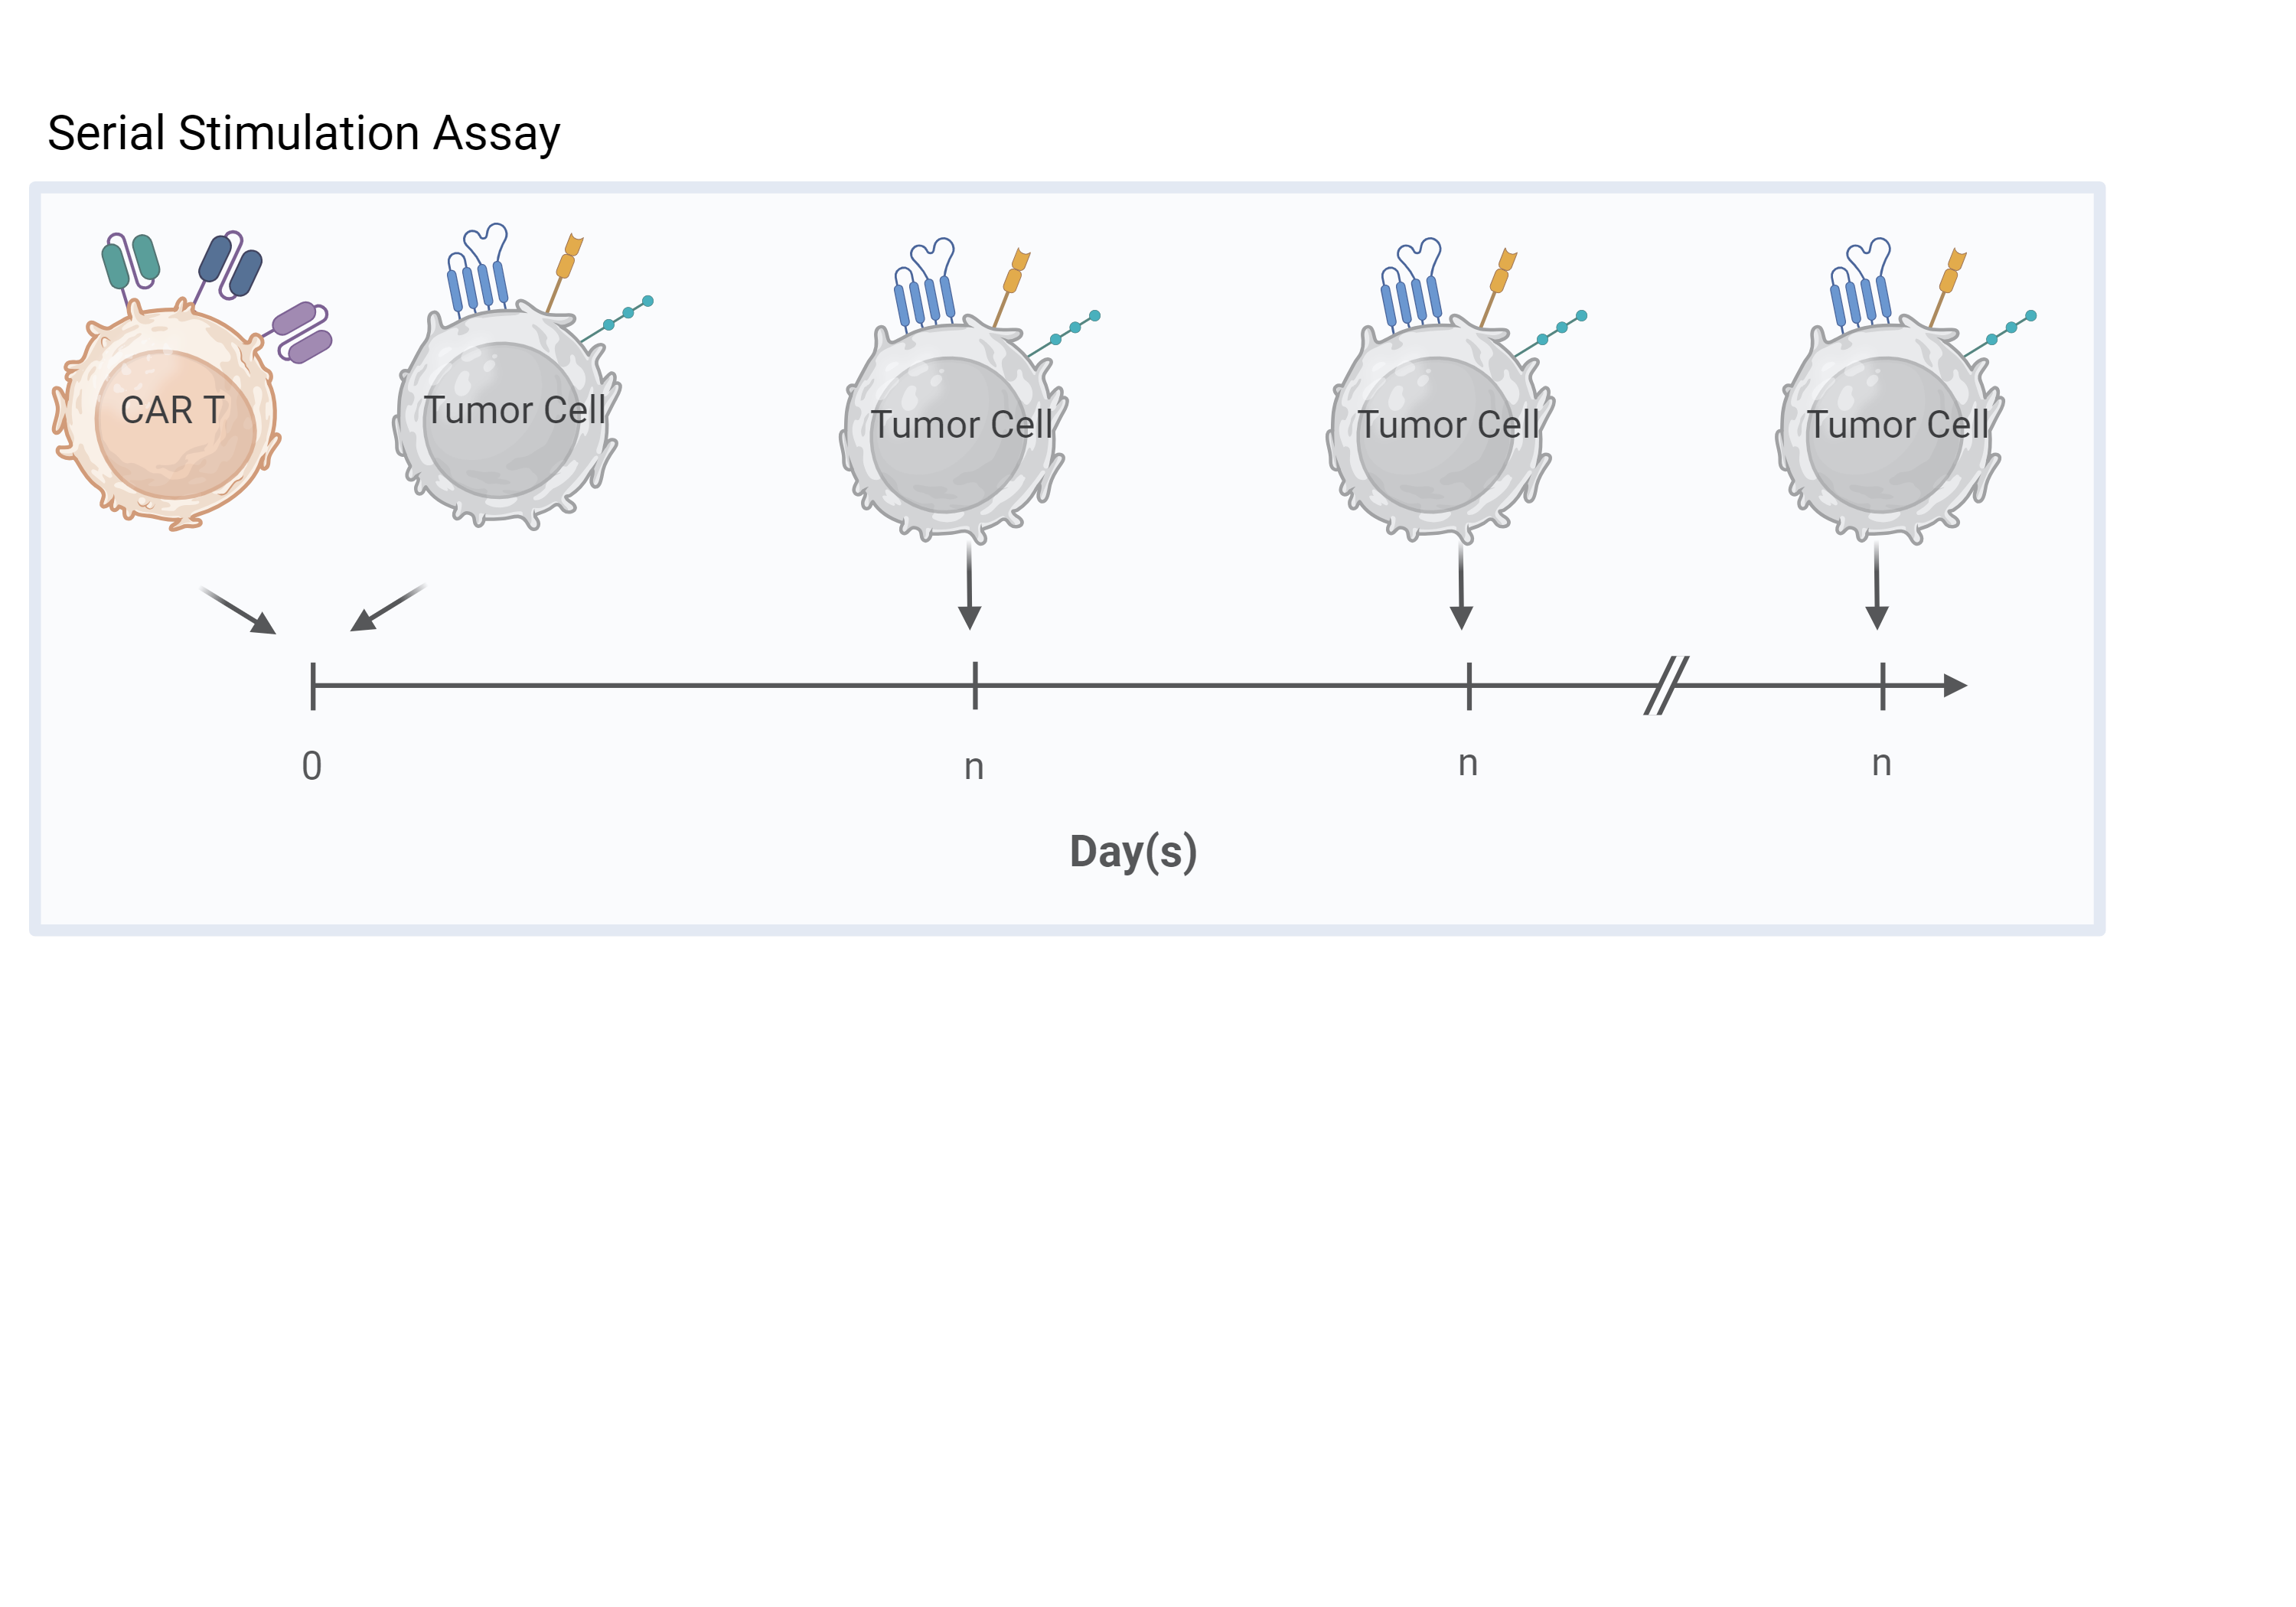 Serial Stimulation Assay
CAR T
Tumor Cell
Tumor Cell
Tumor Cell
Tumor Cell
0
n
n
n
Day(s)